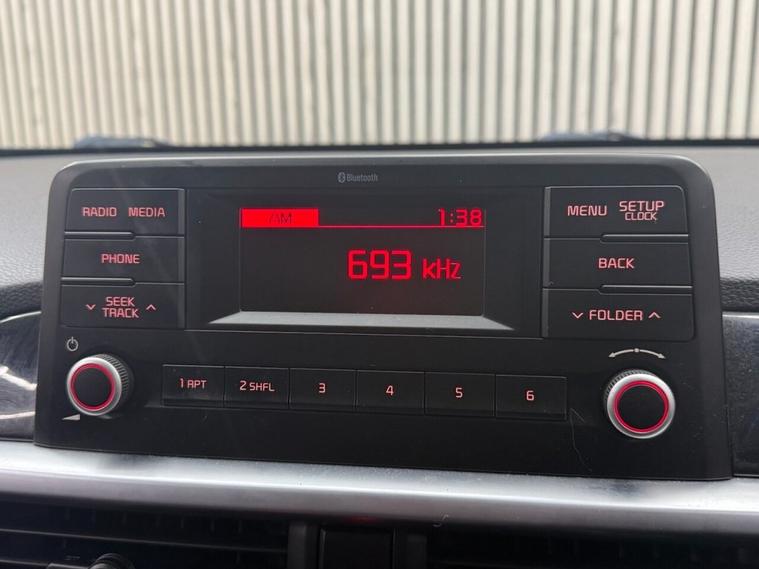 Bluetooth
RADIO MEDIA
AM 1:38
MENU SETUP
CLOCK
PHONE
693 kHz
BACK
SEEK
TRACK
FOLDER
1 RPT
2 SHFL
3
4
5
6